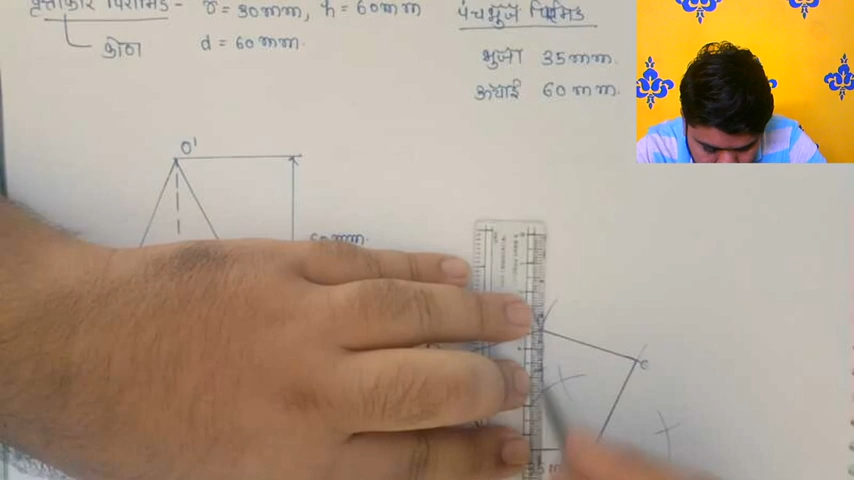 वृत्ताकार पिरामिड - r = 30mm, h = 60mm
कोण d = 60mm.
पंचभुज पिरामिड
भुजा 35mm.
ऊंचाई 60mm.
O'
60mm.
c